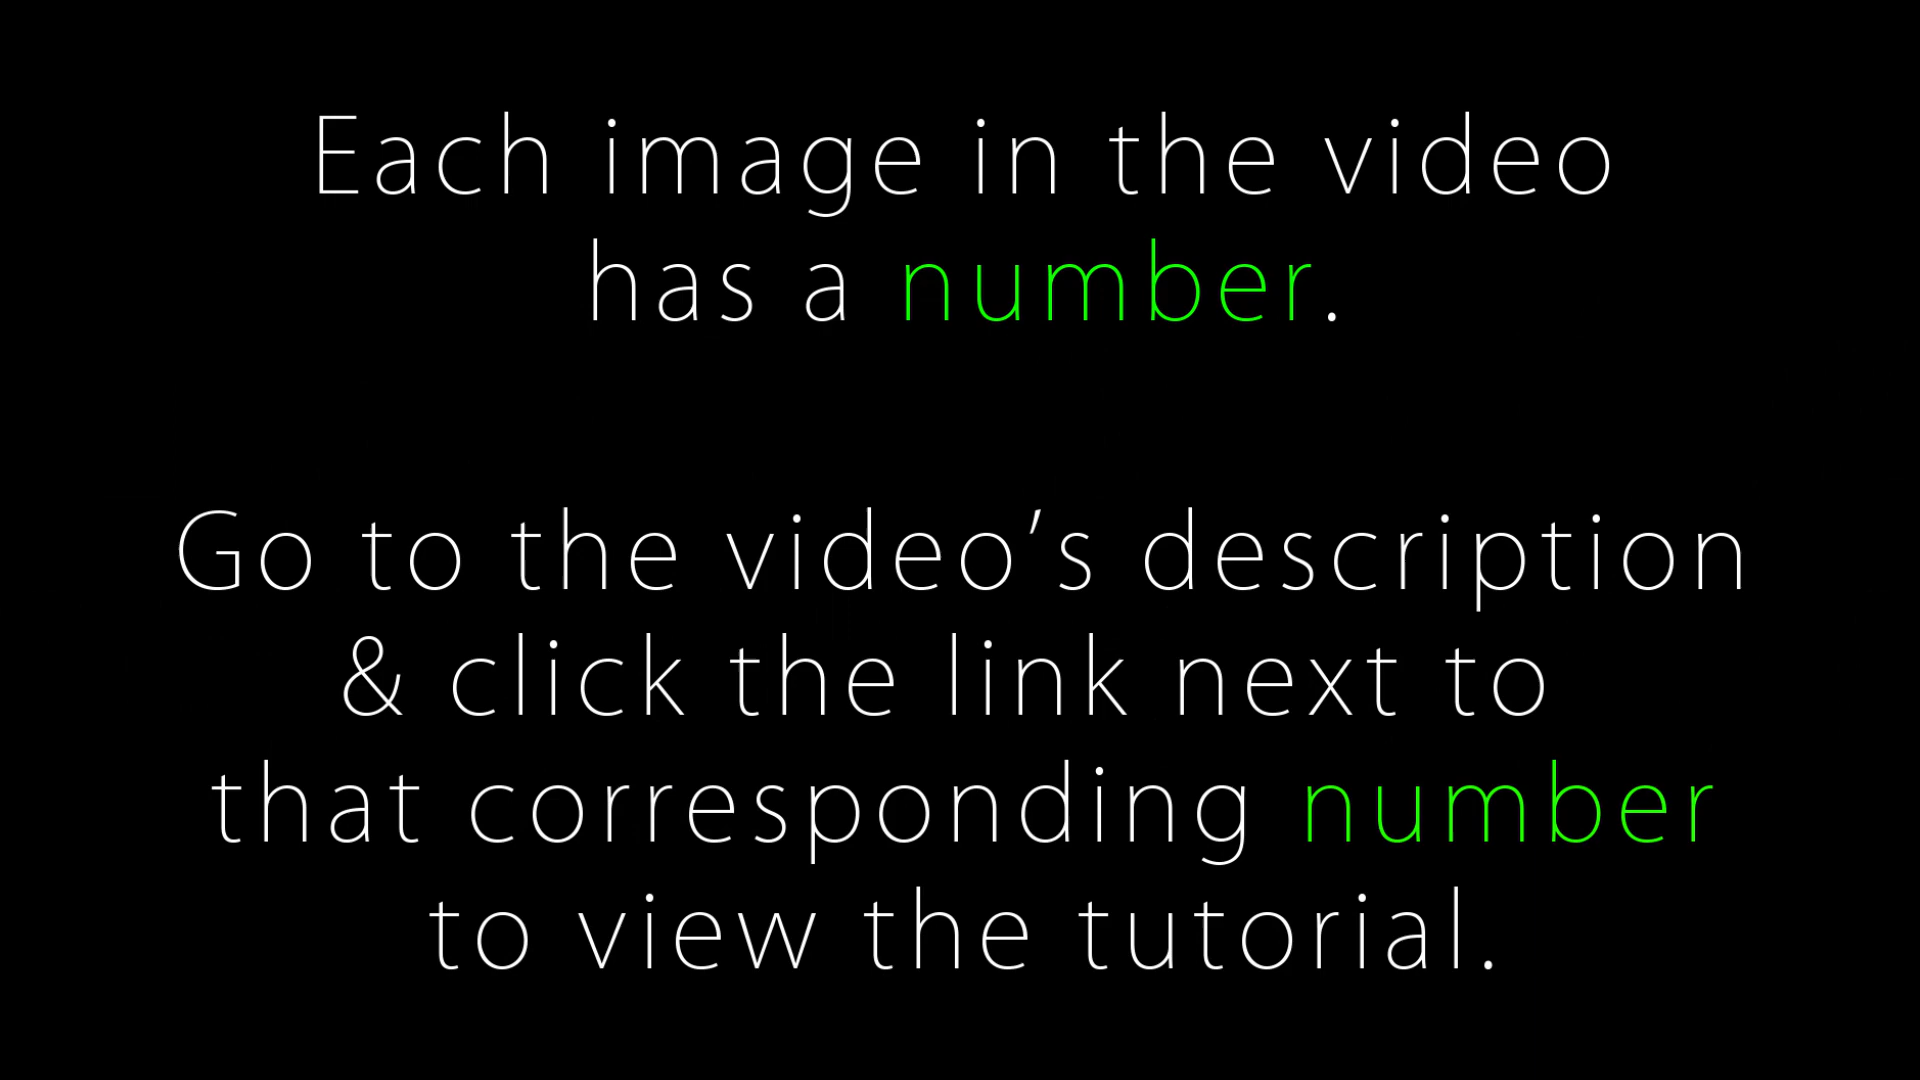 Each image in the video
has a number.
Go to the video’s description
& click the link next to
that corresponding number
to view the tutorial.